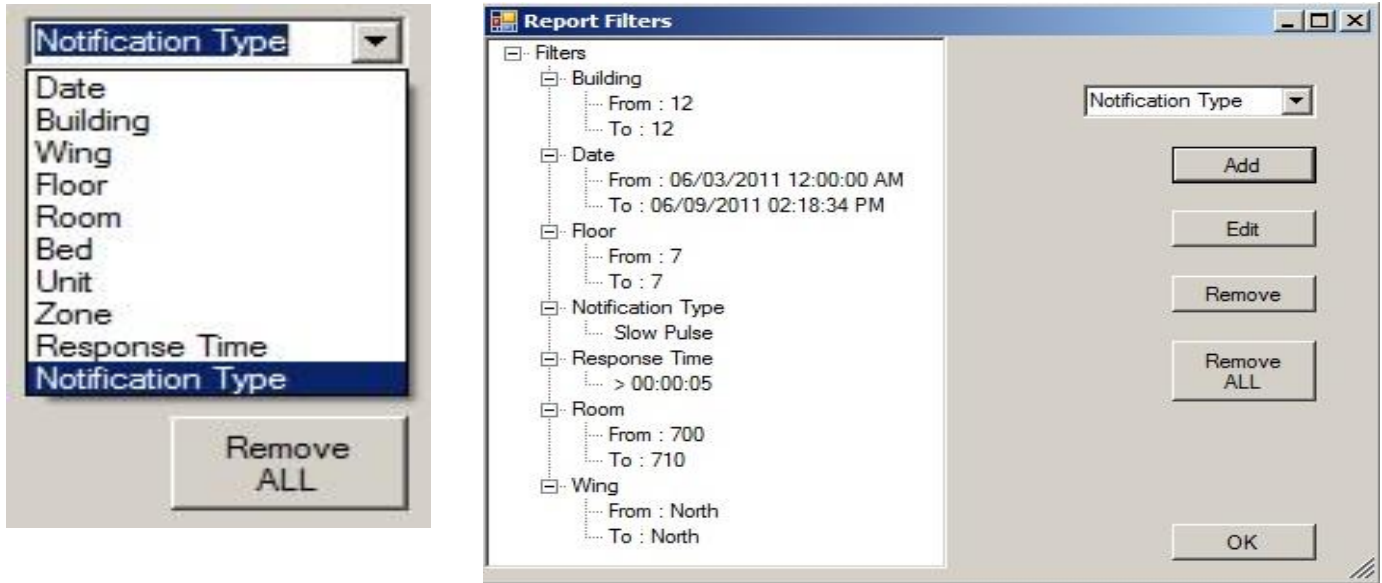 Notification Type
Date
Building
Wing
Floor
Room
Bed
Unit
Zone
Response Time
Notification Type
Remove
ALL
Report Filters
Filters
Building
From : 12
To : 12
Date
From : 06/03/2011 12:00:00 AM
To : 06/09/2011 02:18:34 PM
Floor
From : 7
To : 7
Notification Type
Slow Pulse
Response Time
> 00:00:05
Room
From : 700
To : 710
Wing
From : North
To : North
Notification Type
Add
Edit
Remove
Remove
ALL
OK